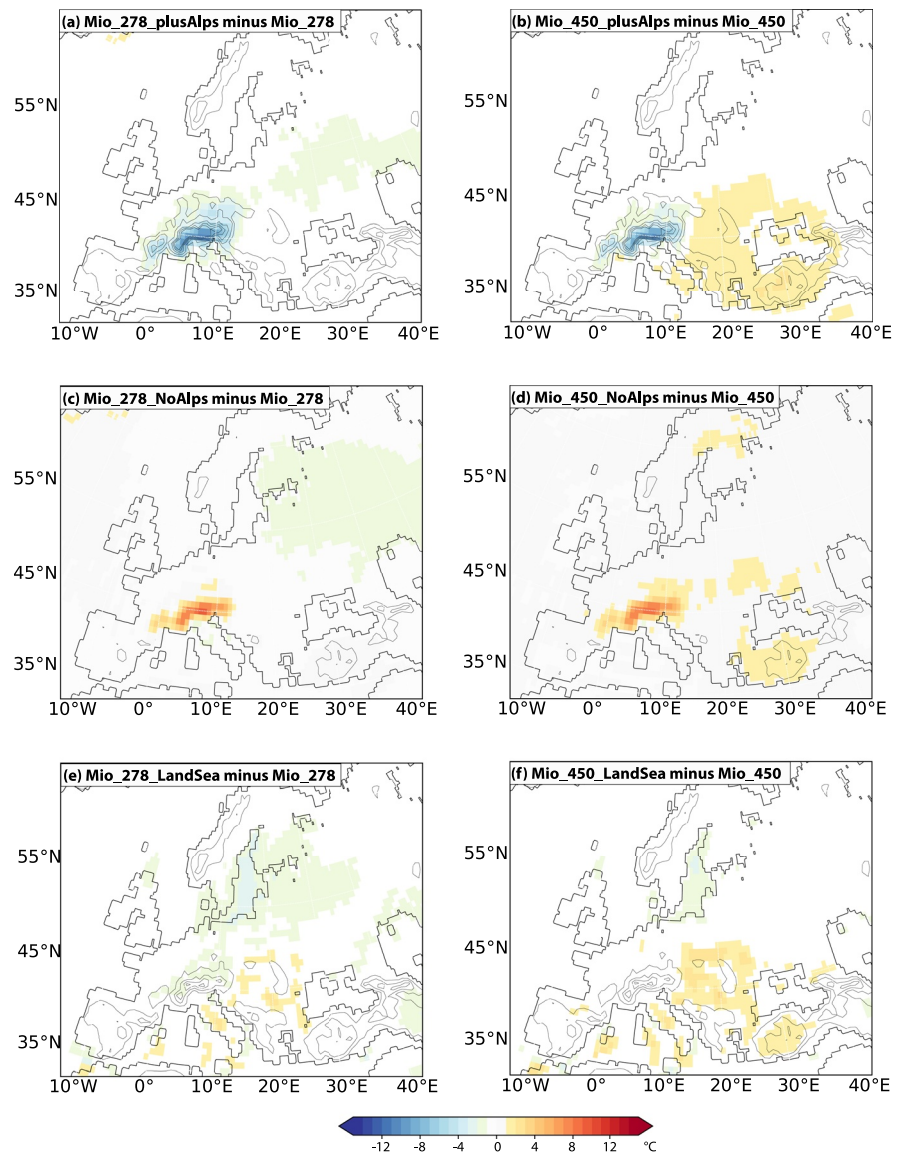 (a) Mio_278_plusAlps minus Mio_278
(b) Mio_450_plusAlps minus Mio_450
55°N
45°N
35°N
10°W 0° 10°E 20°E 30°E 40°E
55°N
45°N
35°N
10°W 0° 10°E 20°E 30°E 40°E
(c) Mio_278_NoAlps minus Mio_278
(d) Mio_450_NoAlps minus Mio_450
55°N
45°N
35°N
10°W 0° 10°E 20°E 30°E 40°E
55°N
45°N
35°N
10°W 0° 10°E 20°E 30°E 40°E
(e) Mio_278_LandSea minus Mio_278
(f) Mio_450_LandSea minus Mio_450
55°N
45°N
35°N
10°W 0° 10°E 20°E 30°E 40°E
55°N
45°N
35°N
10°W 0° 10°E 20°E 30°E 40°E
-12 -8 -4 0 4 8 12 °C